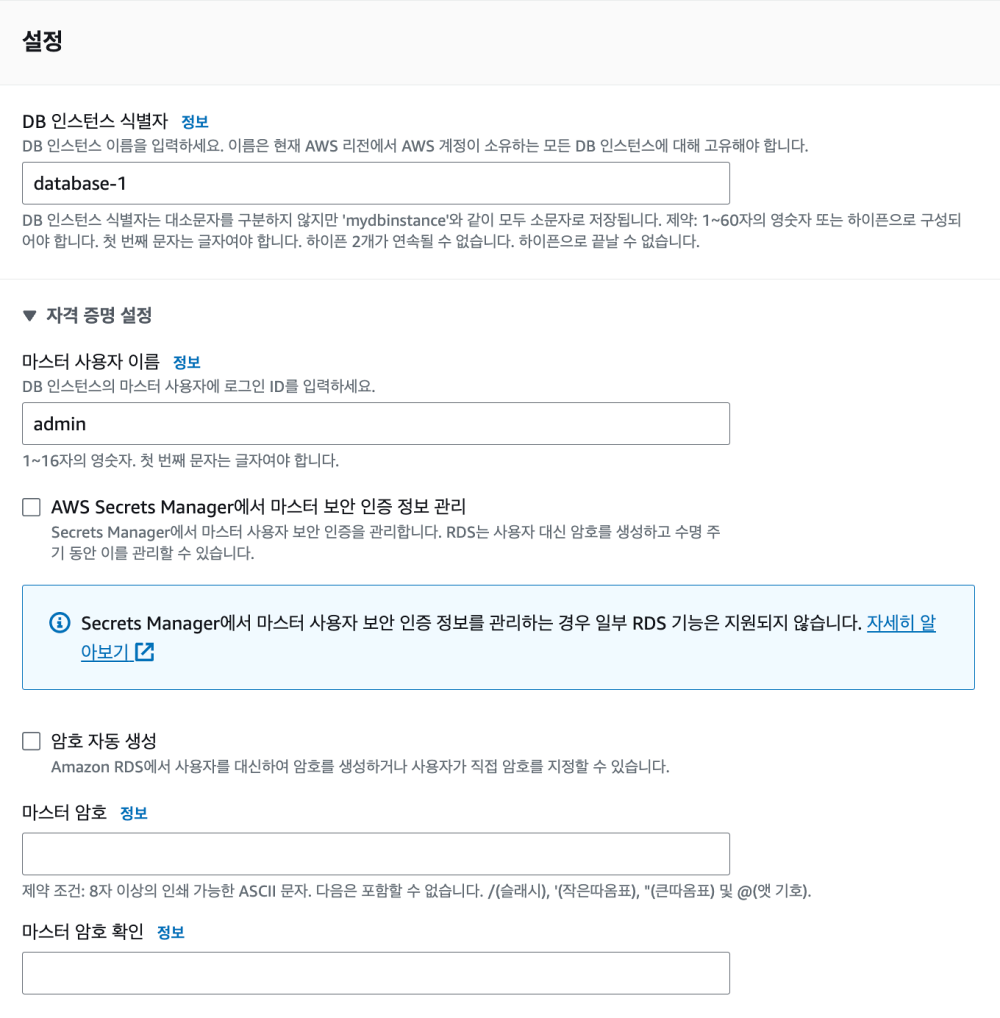 설정
DB 인스턴스 식별자 정보
DB 인스턴스 이름을 입력하세요. 이름은 현재 AWS 리전에서 AWS 계정이 소유하는 모든 DB 인스턴스에 대해 고유해야 합니다.
database-1
DB 인스턴스 식별자는 대소문자를 구분하지 않지만 'mydbinstance'와 같이 모두 소문자로 저장됩니다. 제약: 1~60자의 영숫자 또는 하이픈으로 구성되
어야 합니다. 첫 번째 문자는 글자여야 합니다. 하이픈 2개가 연속될 수 없습니다. 하이픈으로 끝날 수 없습니다.
▼ 자격 증명 설정
마스터 사용자 이름 정보
DB 인스턴스의 마스터 사용자에 로그인 ID를 입력하세요.
admin
1~16자의 영숫자. 첫 번째 문자는 글자여야 합니다.
AWS Secrets Manager에서 마스터 보안 인증 정보 관리
Secrets Manager에서 마스터 사용자 보안 인증을 관리합니다. RDS는 사용자 대신 암호를 생성하고 수명 주
기 동안 이를 관리할 수 있습니다.
Secrets Manager에서 마스터 사용자 보안 인증 정보를 관리하는 경우 일부 RDS 기능은 지원되지 않습니다. 자세히 알
아보기
암호 자동 생성
Amazon RDS에서 사용자를 대신하여 암호를 생성하거나 사용자가 직접 암호를 지정할 수 있습니다.
마스터 암호 정보
제약 조건: 8자 이상의 인쇄 가능한 ASCII 문자. 다음은 포함할 수 없습니다. /(슬래시), '(작은따옴표), "(큰따옴표) 및 @(앳 기호).
마스터 암호 확인 정보